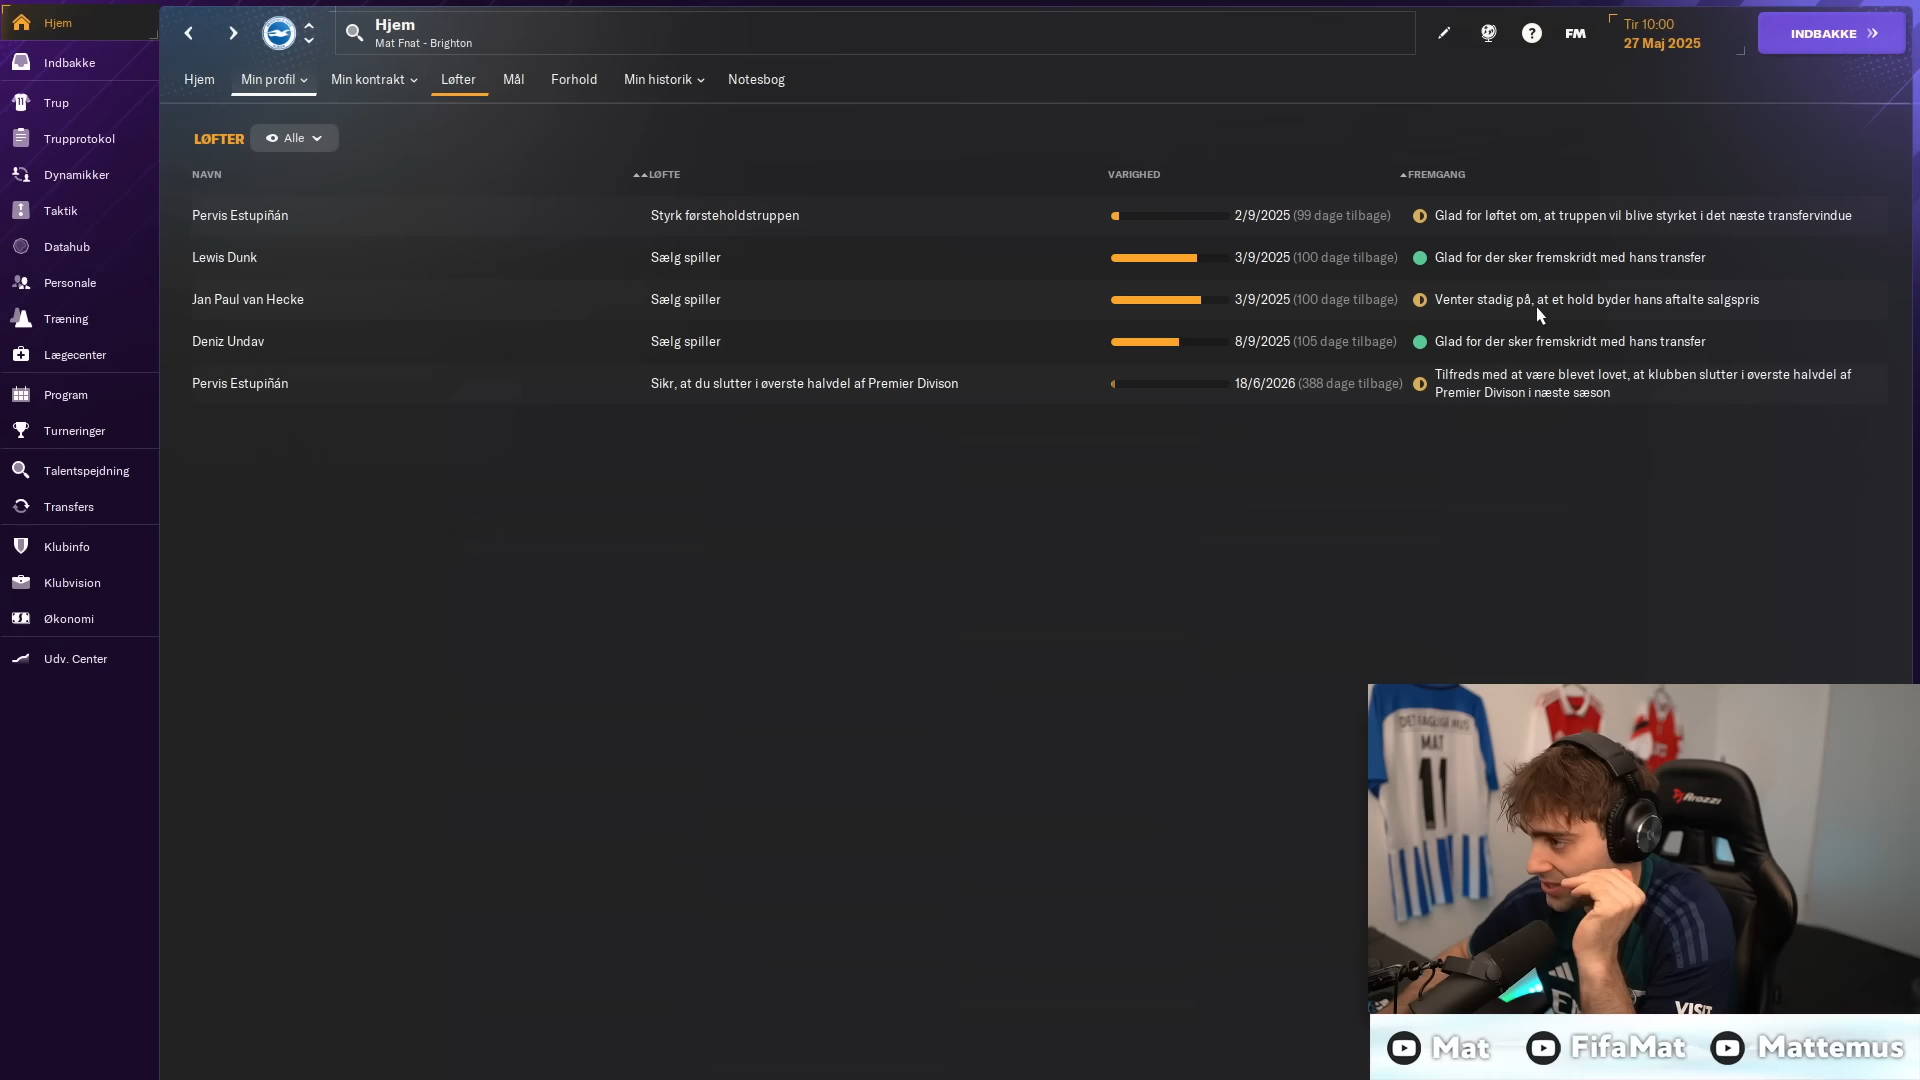 Hjem
Indbakke
Trup
Trupprotokol
Dynamikker
Taktik
Datahub
Personale
Træning
Lægecenter
Program
Turneringer
Talentspejdning
Transfers
Klubinfo
Klubvision
Økonomi
Udv. Center
Hjem
Mat Fnat - Brighton
FM
Tir 10:00
27 Maj 2025
INDBAKKE
Hjem Min profil Min kontrakt Løfter Mål Forhold Min historik Notesbog
LØFTER Alle
NAVN LØFTE VARIGHED FREMGANG
Pervis Estupiñán Styrk førsteholdstruppen 2/9/2025 (99 dage tilbage) Glad for løftet om, at truppen vil blive styrket i det næste transfervindue
Lewis Dunk Sælg spiller 3/9/2025 (100 dage tilbage) Glad for der sker fremskridt med hans transfer
Jan Paul van Hecke Sælg spiller 3/9/2025 (100 dage tilbage) Venter stadig på, at et hold byder hans aftalte salgspris
Deniz Undav Sælg spiller 8/9/2025 (105 dage tilbage) Glad for der sker fremskridt med hans transfer
Pervis Estupiñán Sikr, at du slutter i øverste halvdel af Premier Divison 18/6/2026 (388 dage tilbage) Tilfreds med at være blevet lovet, at klubben slutter i øverste halvdel af
Premier Divison i næste sæson
MAT
11
Arozzi
VISIT
Mat FifaMat Mattemus